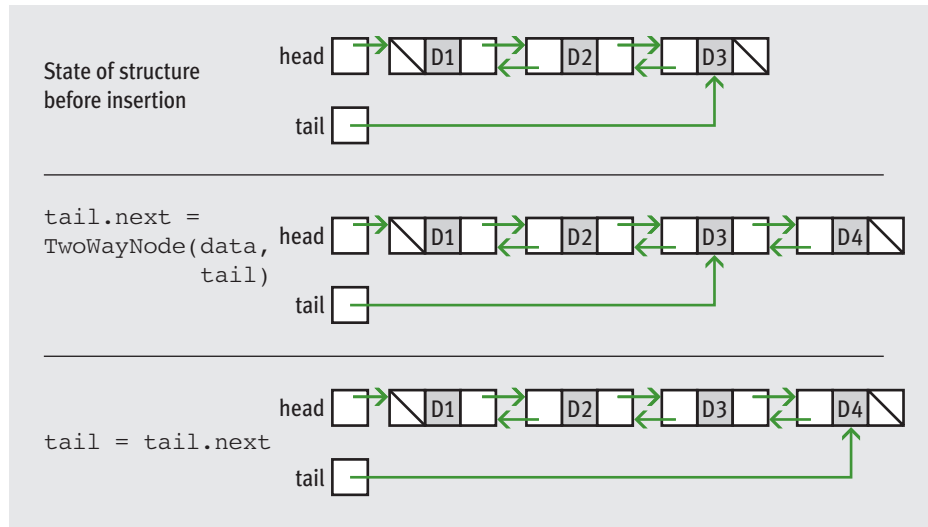 State of structure
before insertion
head D1 D2 D3
tail
tail.next =
TwoWayNode(data,
tail)
head D1 D2 D3 D4
tail
tail = tail.next
head D1 D2 D3 D4
tail